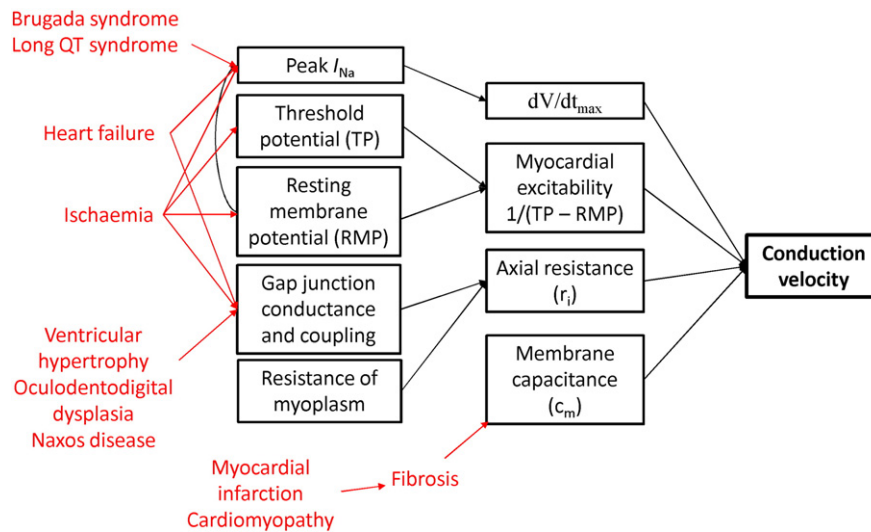 Brugada syndrome
Long QT syndrome
Heart failure
Ischaemia
Ventricular
hypertrophy
Oculodentodigital
dysplasia
Naxos disease
Myocardial
infarction
Cardiomyopathy
Fibrosis
Peak I_Na
Threshold
potential (TP)
Resting
membrane
potential (RMP)
Gap junction
conductance
and coupling
Resistance of
myoplasm
dV/dt_max
Myocardial
excitability
1/(TP – RMP)
Axial resistance
(r_i)
Membrane
capacitance
(c_m)
Conduction
velocity